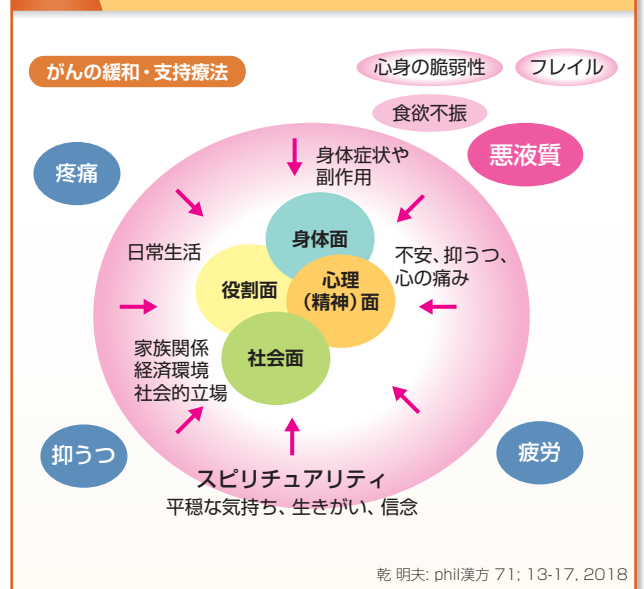 がんの緩和・支持療法
心身の脆弱性
フレイル
食欲不振
悪液質
疼痛
身体症状や
副作用
身体面
日常生活
不安、抑うつ、
心の痛み
役割面
心理
（精神）面
家族関係
経済環境
社会的立場
社会面
抑うつ
疲労
スピリチュアリティ
平穏な気持ち、生きがい、信念
乾 明夫: phil漢方 71; 13-17, 2018